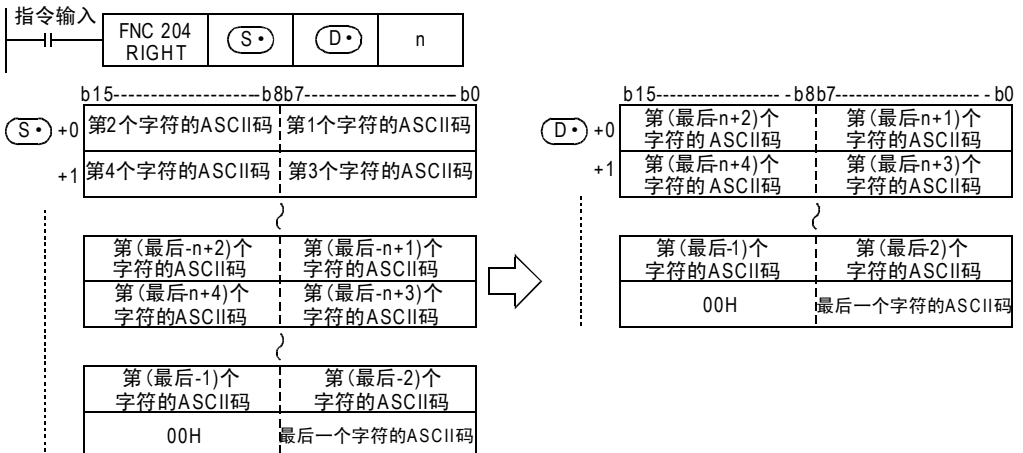 指令输入
FNC 204 RIGHT S• D• n
b15 b8b7 b0
S• +0 第2个字符的ASCII码 第1个字符的ASCII码
+1 第4个字符的ASCII码 第3个字符的ASCII码
第(最后-n+2)个字符的ASCII码 第(最后-n+1)个字符的ASCII码
第(最后-n+4)个字符的ASCII码 第(最后-n+3)个字符的ASCII码
第(最后-1)个字符的ASCII码 第(最后-2)个字符的ASCII码
00H 最后一个字符的ASCII码
b15 b8b7 b0
D• +0 第(最后-n+2)个字符的ASCII码 第(最后-n+1)个字符的ASCII码
+1 第(最后-n+4)个字符的ASCII码 第(最后-n+3)个字符的ASCII码
第(最后-1)个字符的ASCII码 第(最后-2)个字符的ASCII码
00H 最后一个字符的ASCII码